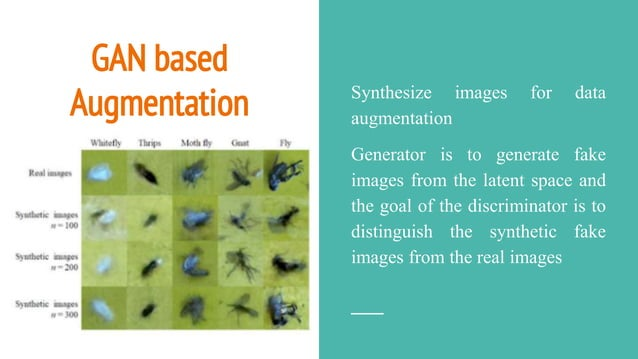 GAN based
Augmentation
Whitefly Thrips Moth fly Gnat Fly
Real images
Synthetic images
n = 100
Synthetic images
n = 200
Synthetic images
n = 300
Synthesize images for data
augmentation
Generator is to generate fake
images from the latent space and
the goal of the discriminator is to
distinguish the synthetic fake
images from the real images